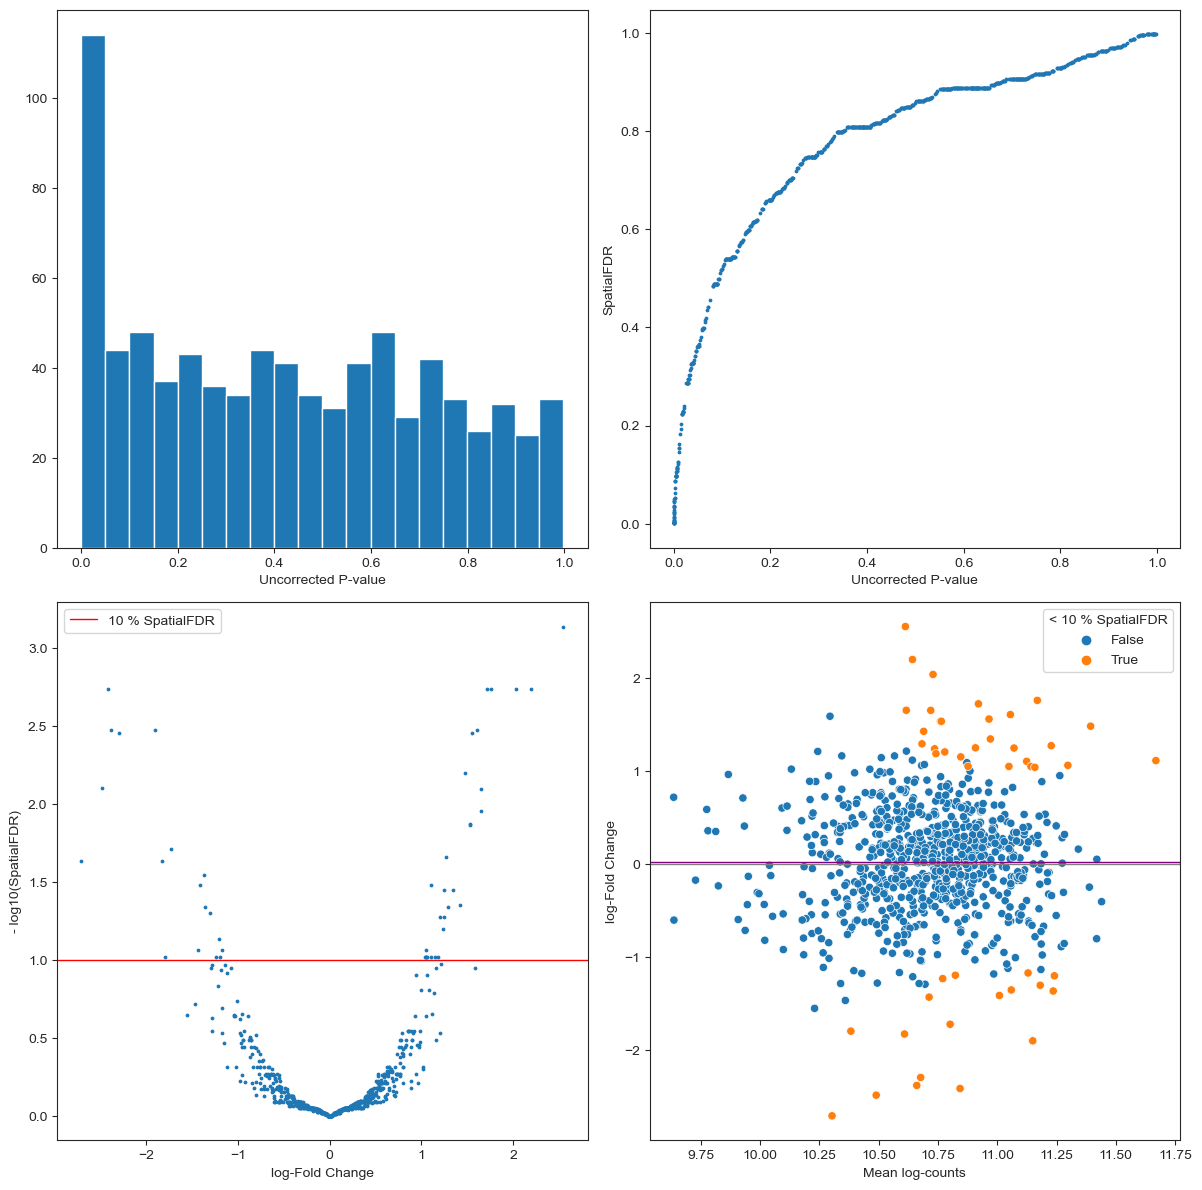 100
80
60
40
20
0
0.0 0.2 0.4 0.6 0.8 1.0
Uncorrected P-value
SpatialFDR
1.0
0.8
0.6
0.4
0.2
0.0
0.0 0.2 0.4 0.6 0.8 1.0
Uncorrected P-value
- log10(SpatialFDR)
3.0
2.5
2.0
1.5
1.0
0.5
0.0
10 % SpatialFDR
−2 −1 0 1 2
log-Fold Change
log-Fold Change
2
1
0
−1
−2
< 10 % SpatialFDR
False
True
9.75 10.00 10.25 10.50 10.75 11.00 11.25 11.50 11.75
Mean log-counts